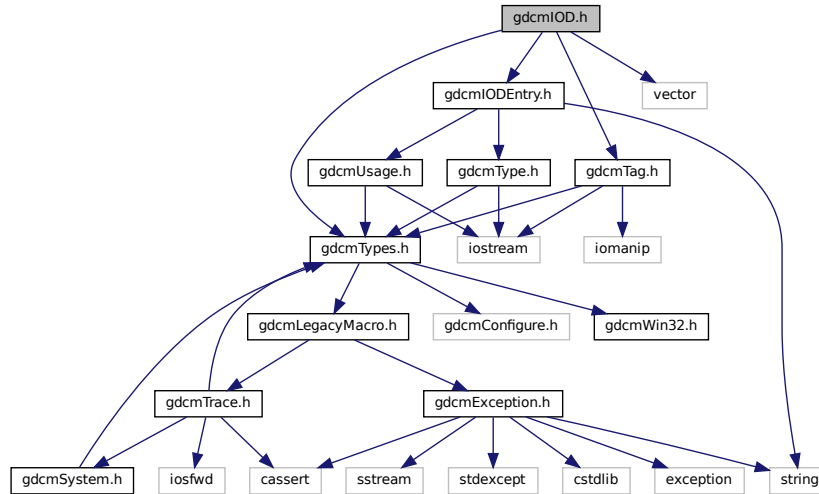 gdcmIOD.h
gdcmIODEntry.h
vector
gdcmUsage.h
gdcmType.h
gdcmTag.h
gdcmTypes.h
iostream
iomanip
gdcmLegacyMacro.h
gdcmConfigure.h
gdcmWin32.h
gdcmTrace.h
gdcmException.h
gdcmSystem.h
iosfwd
cassert
sstream
stdexcept
cstdlib
exception
string